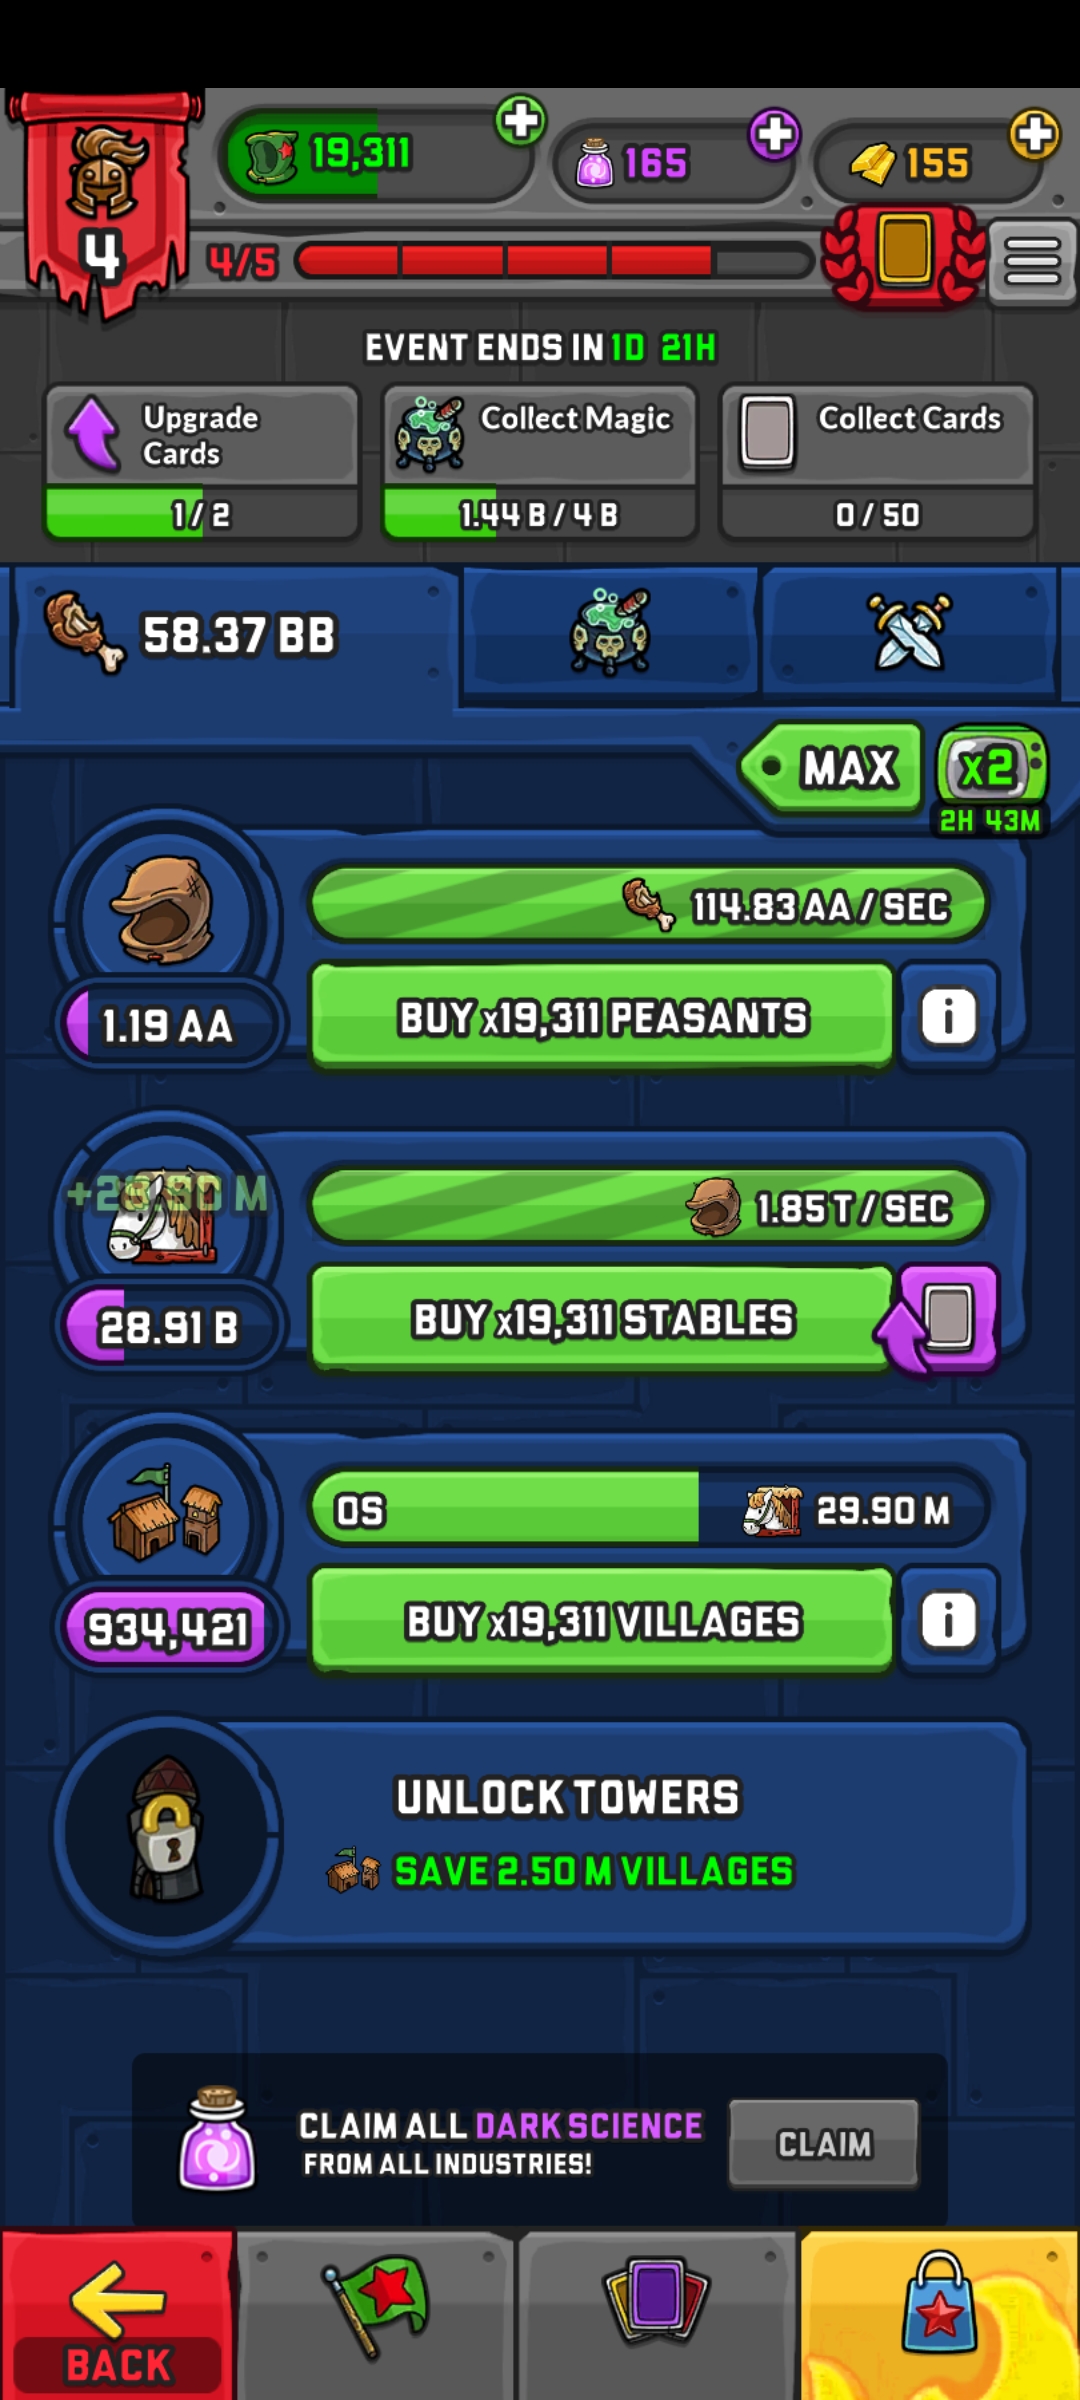 19,311
165
155
4
4/5
EVENT ENDS IN 1D 21H
Upgrade
Cards
1/2
Collect Magic
1.44 B / 4 B
Collect Cards
0 / 50
58.37 BB
MAX
x2
2H 43M
114.83 AA / SEC
1.19 AA
BUY x19,311 PEASANTS
i
+28.90 M
1.85 T / SEC
28.91 B
BUY x19,311 STABLES
0S
29.90 M
934,421
BUY x19,311 VILLAGES
i
UNLOCK TOWERS
SAVE 2.50 M VILLAGES
CLAIM ALL DARK SCIENCE
FROM ALL INDUSTRIES!
CLAIM
BACK